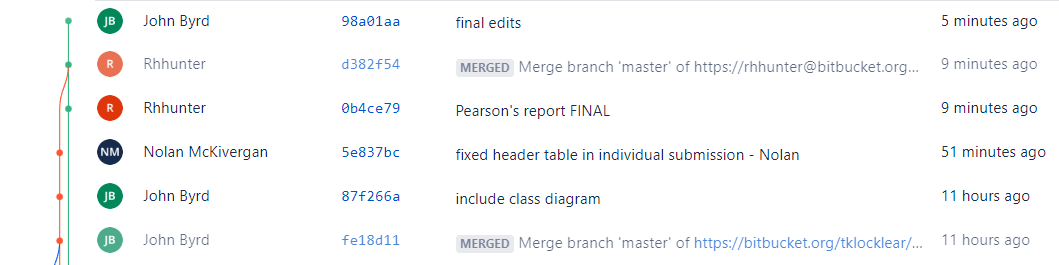 JB John Byrd 98a01aa final edits 5 minutes ago
R Rhhunter d382f54 MERGED Merge branch 'master' of https://rhhunter@bitbucket.org... 9 minutes ago
R Rhhunter 0b4ce79 Pearson's report FINAL 9 minutes ago
NM Nolan McKivergan 5e837bc fixed header table in individual submission - Nolan 51 minutes ago
JB John Byrd 87f266a include class diagram 11 hours ago
JB John Byrd fe18d11 MERGED Merge branch 'master' of https://bitbucket.org/tklocklear/... 11 hours ago